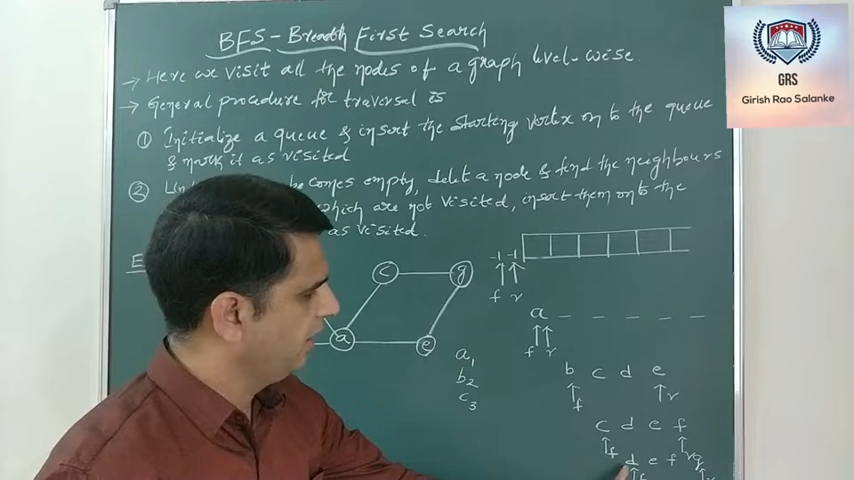 BFS - Breadth First Search
→ Here we visit all the nodes of a graph level-wise.
→ General procedure for traversal is
① Initialize a queue & insert the starting vertex on to the queue
& mark it as visited
② becomes empty, delete a node & find the neighbours
which are not visited, insert them onto the
as visited.
E
c g
a e
-1 -1
f r
a – – – – –
f r
a1
b2
c3
b c d e
f r
c d e f
f r
d e f g
f r
GRS
Girish Rao Salanke